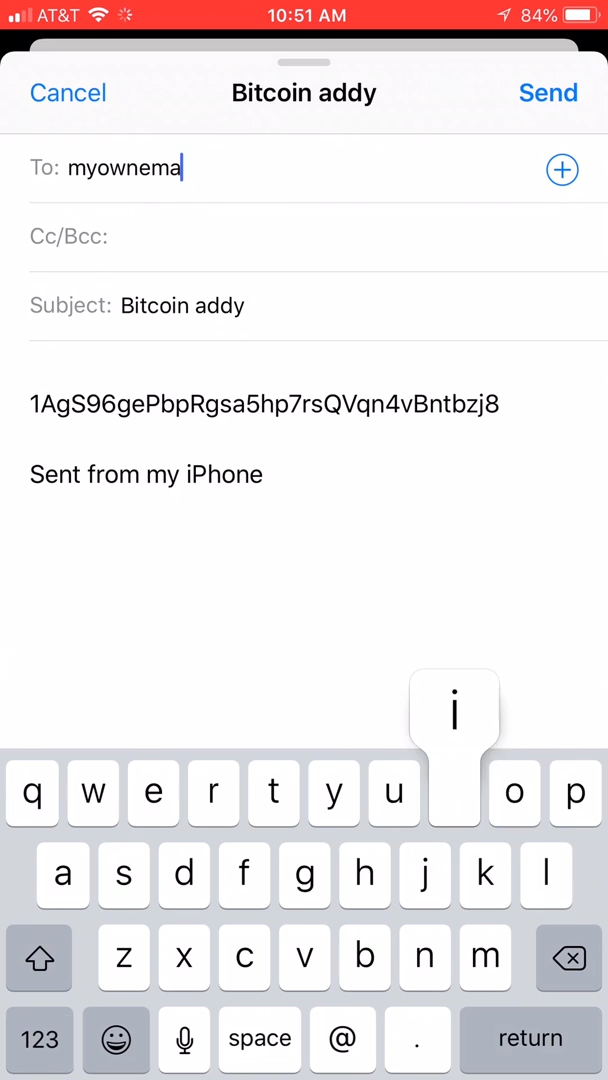 AT&T 10:51 AM 84%
Cancel Bitcoin addy Send
To: myownema
Cc/Bcc:
Subject: Bitcoin addy
1AgS96gePbpRgsa5hp7rsQVqn4vBntbzj8
Sent from my iPhone
i
q w e r t y u o p
a s d f g h j k l
z x c v b n m
123 space @ . return